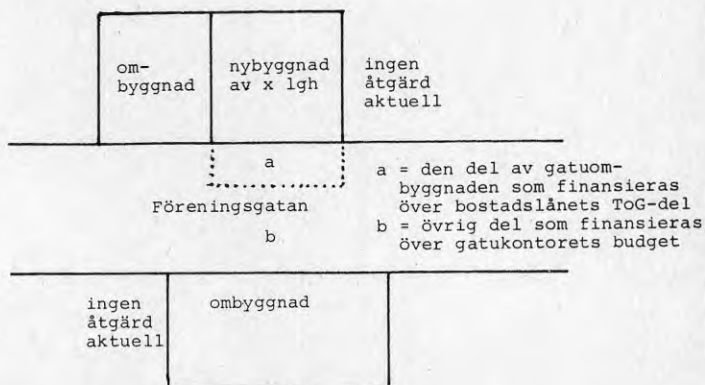 om-
byggnad
nybyggnad
av x lgh
ingen
åtgärd
aktuell
a
a = den del av gatuom-
byggnaden som finansieras
över bostadslånets ToG-del
b = övrig del som finansieras
över gatukontorets budget
Föreningsgatan
b
ingen
åtgärd
aktuell
ombyggnad